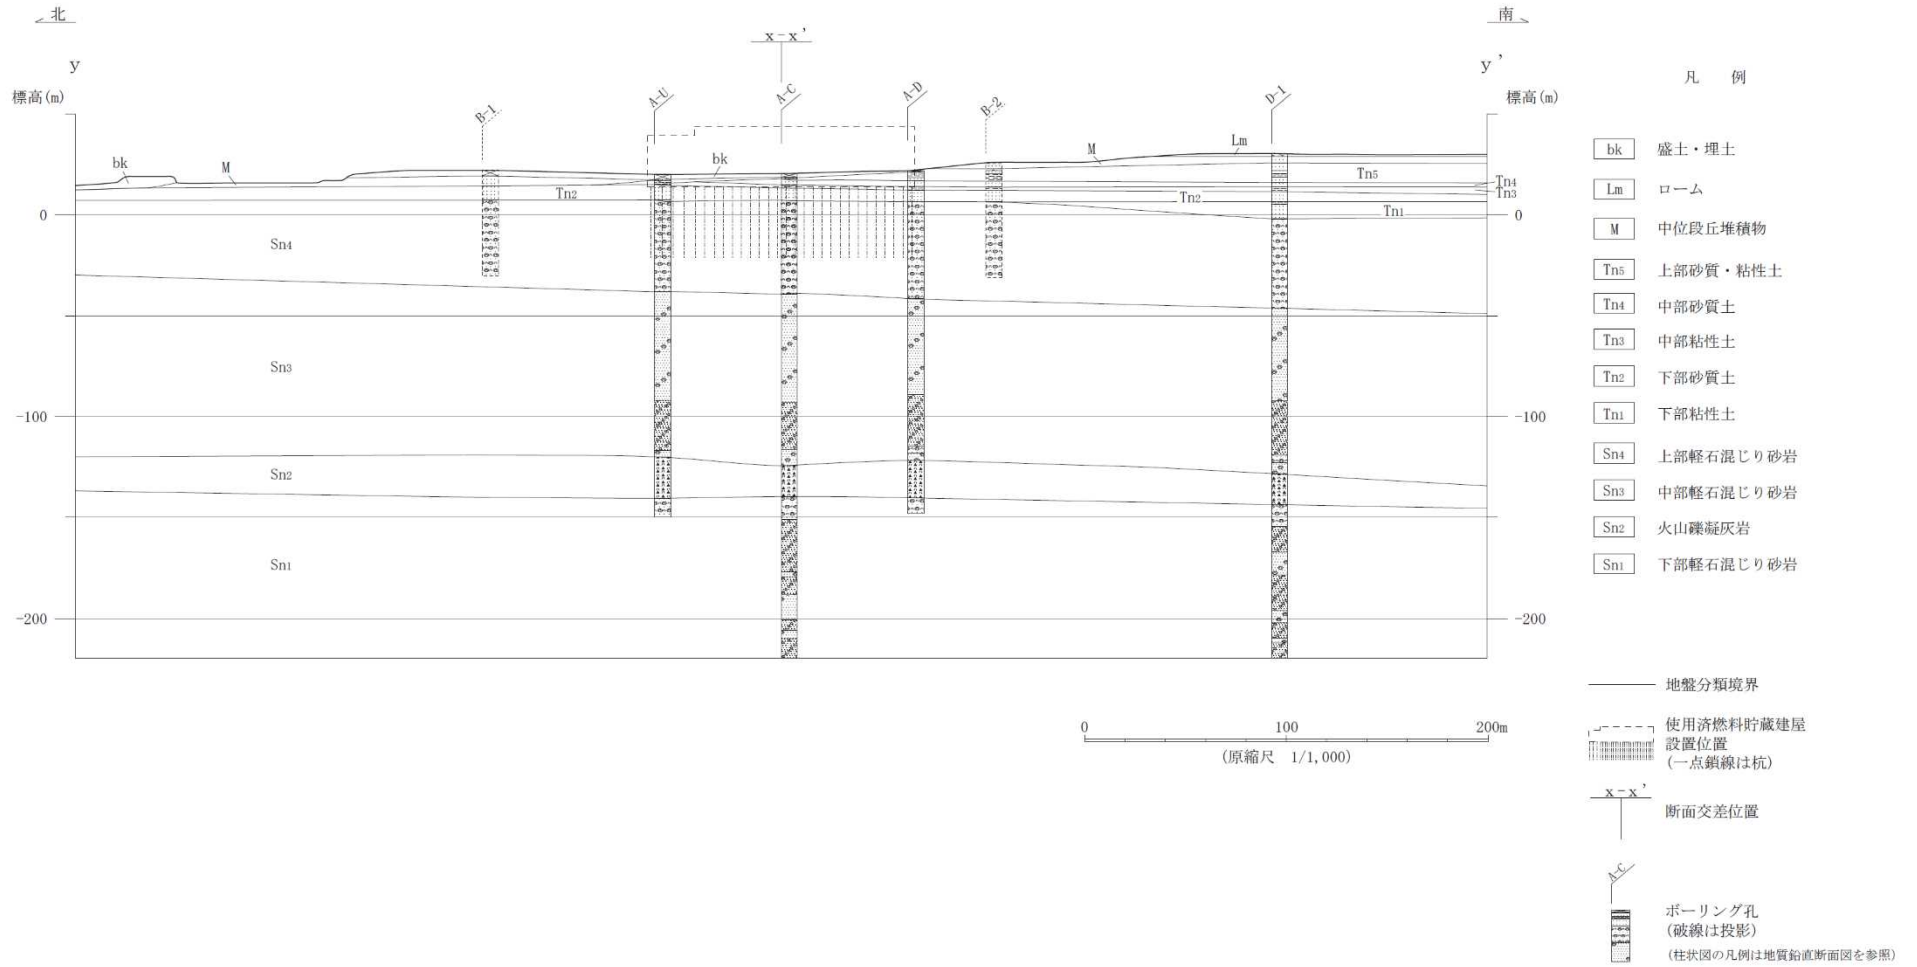 北
南
x-x'
y
y'
標高(m)
標高(m)
B-1
A-U
A-C
A-D
B-2
D-1
bk
M
bk
M
Lm
Tn5
Tn4
Tn3
Tn2
Tn2
Tn1
0
0
Sn4
Sn3
-100
-100
Sn2
Sn1
-200
-200
0 100 200m
(原縮尺 1/1,000)
凡 例
bk 盛土・埋土
Lm ローム
M 中位段丘堆積物
Tn5 上部砂質・粘性土
Tn4 中部砂質土
Tn3 中部粘性土
Tn2 下部砂質土
Tn1 下部粘性土
Sn4 上部軽石混じり砂岩
Sn3 中部軽石混じり砂岩
Sn2 火山礫凝灰岩
Sn1 下部軽石混じり砂岩
地盤分類境界
使用済燃料貯蔵建屋
設置位置
(一点鎖線は杭)
x-x'
断面交差位置
A-C
ボーリング孔
(破線は投影)
(柱状図の凡例は地質鉛直断面図を参照)